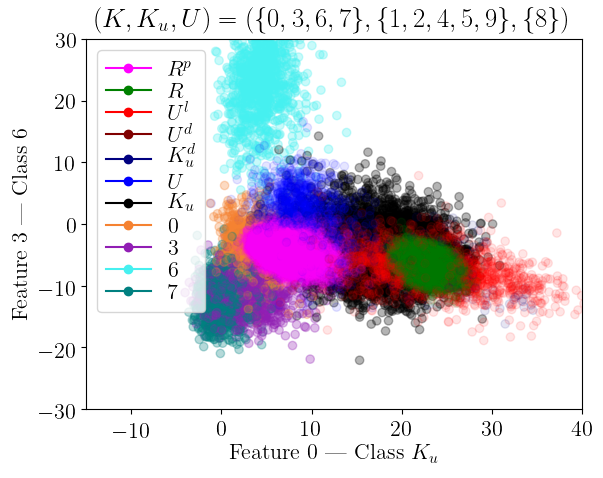 (K, K_u, U) = ({0, 3, 6, 7}, {1, 2, 4, 5, 9}, {8})
30
20
10
0
−10
−20
−30
Feature 3 — Class 6
R^p
R
U^l
U^d
K_u^d
U
K_u
0
3
6
7
−10 0 10 20 30 40
Feature 0 — Class K_u